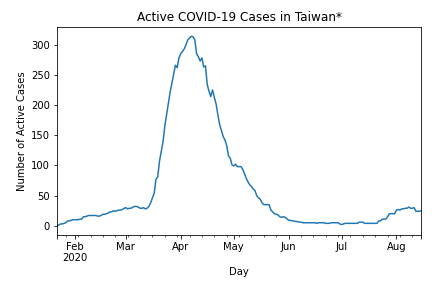 Active COVID-19 Cases in Taiwan*
Number of Active Cases
300
250
200
150
100
50
0
Feb Mar Apr May Jun Jul Aug
2020
Day